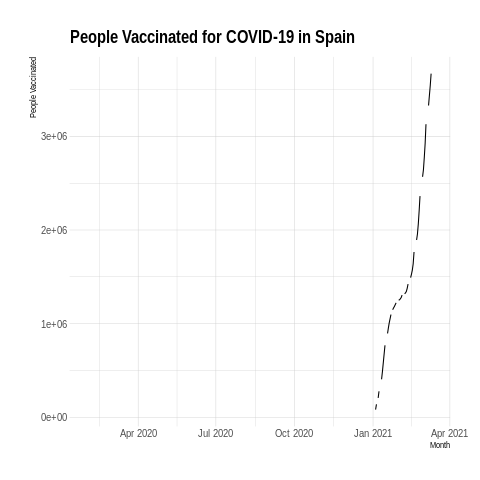 People Vaccinated for COVID-19 in Spain
People Vaccinated
3e+06
2e+06
1e+06
0e+00
Apr 2020 Jul 2020 Oct 2020 Jan 2021 Apr 2021
Month